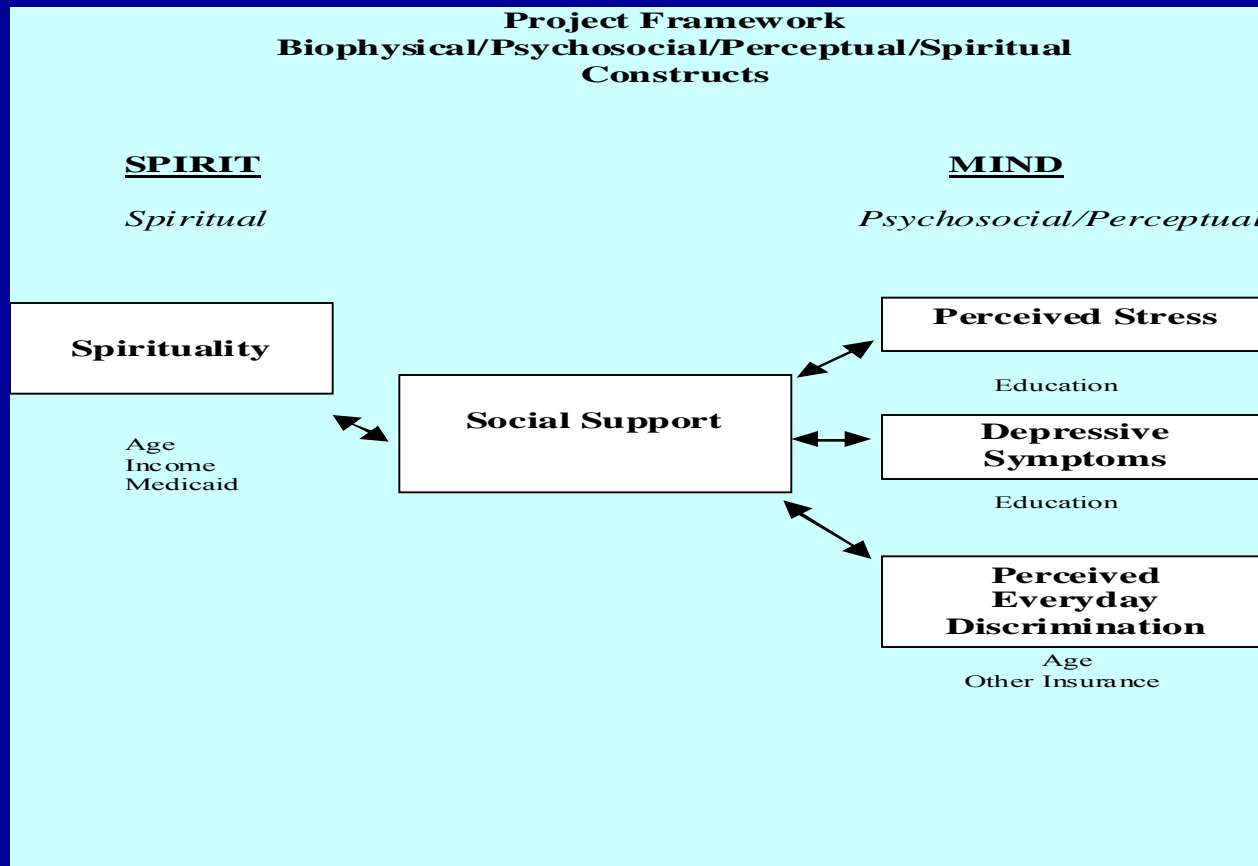 Project Framework
Biophysical/Psychosocial/Perceptual/Spiritual
Constructs
SPIRIT
MIND
Spiritual
Psychosocial/Perceptual
Spirituality
Age
Income
Medicaid
Social Support
Perceived Stress
Education
Depressive
Symptoms
Education
Perceived
Everyday
Discrimination
Age
Other Insurance